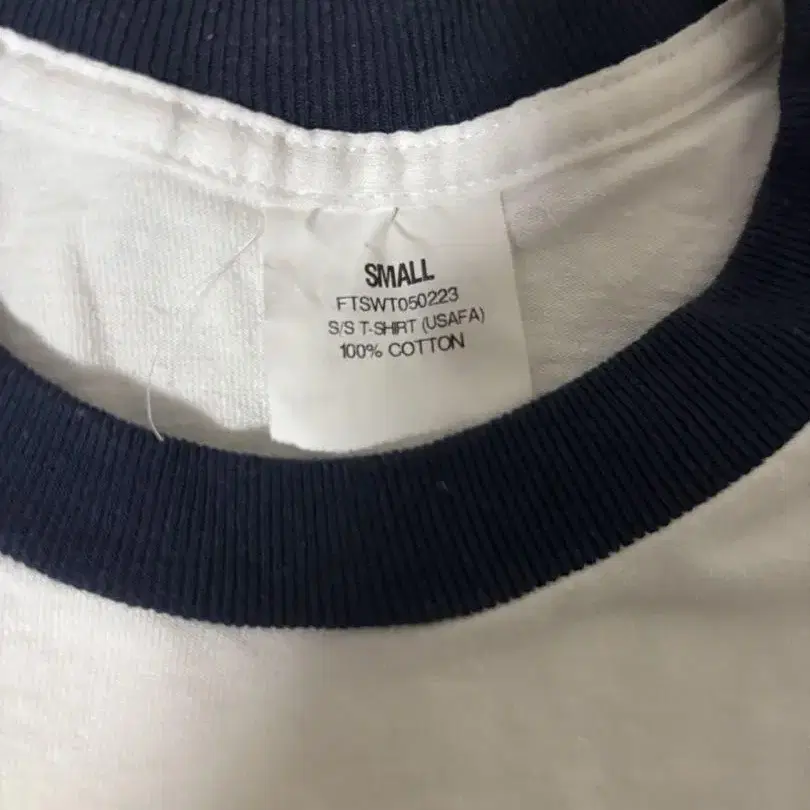 SMALL
FTSWT050223
S/S T-SHIRT (USAFA)
100% COTTON